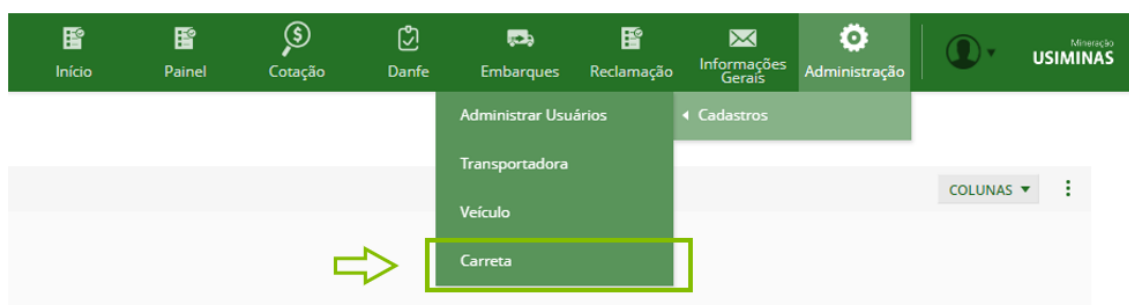 Início
Painel
Cotação
Danfe
Embarques
Reclamação
Informações
Gerais
Administração
Mineração
USIMINAS
Administrar Usuários
Cadastros
Transportadora
Veículo
Carreta
COLUNAS